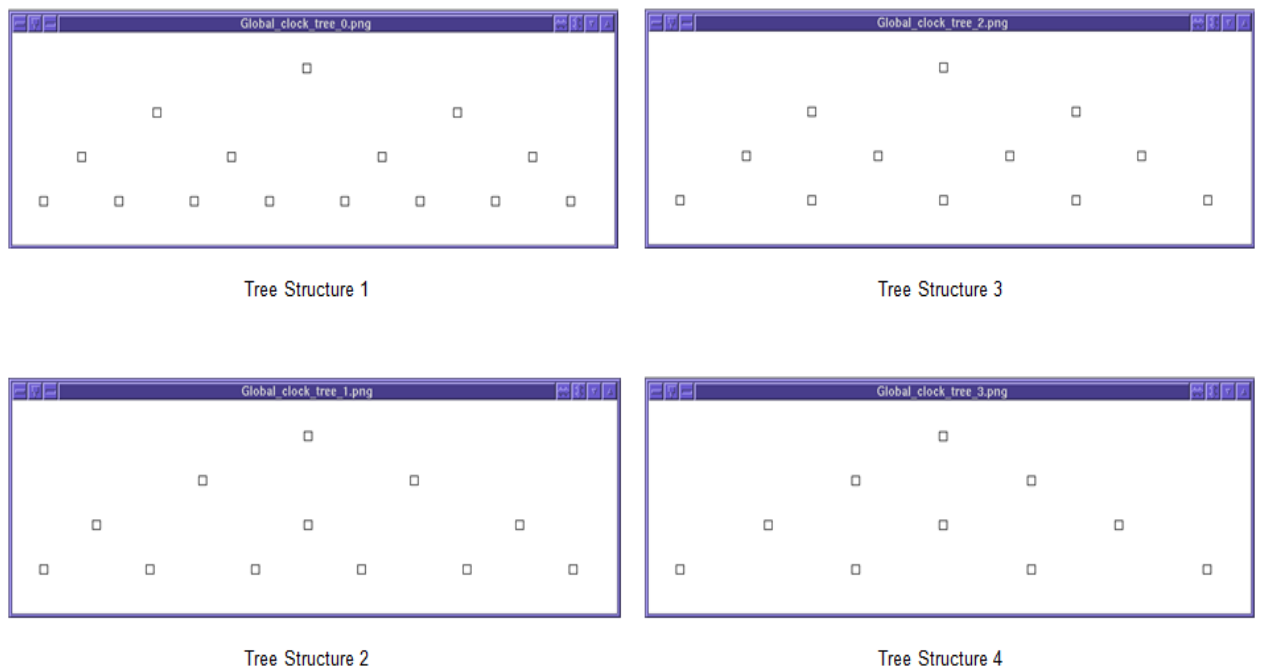 Global_clock_tree_0.png
Global_clock_tree_2.png
Tree Structure 1
Tree Structure 3
Global_clock_tree_1.png
Global_clock_tree_3.png
Tree Structure 2
Tree Structure 4